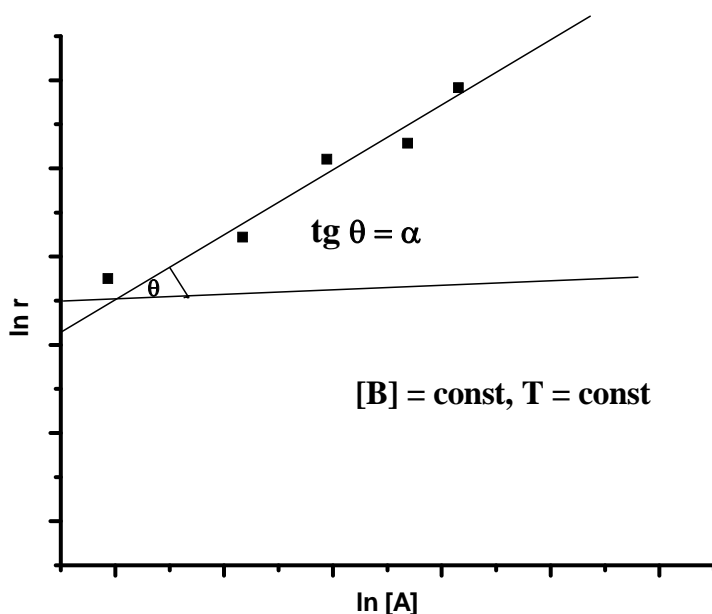 tg θ = α
θ
ln r
[B] = const, T = const
ln [A]